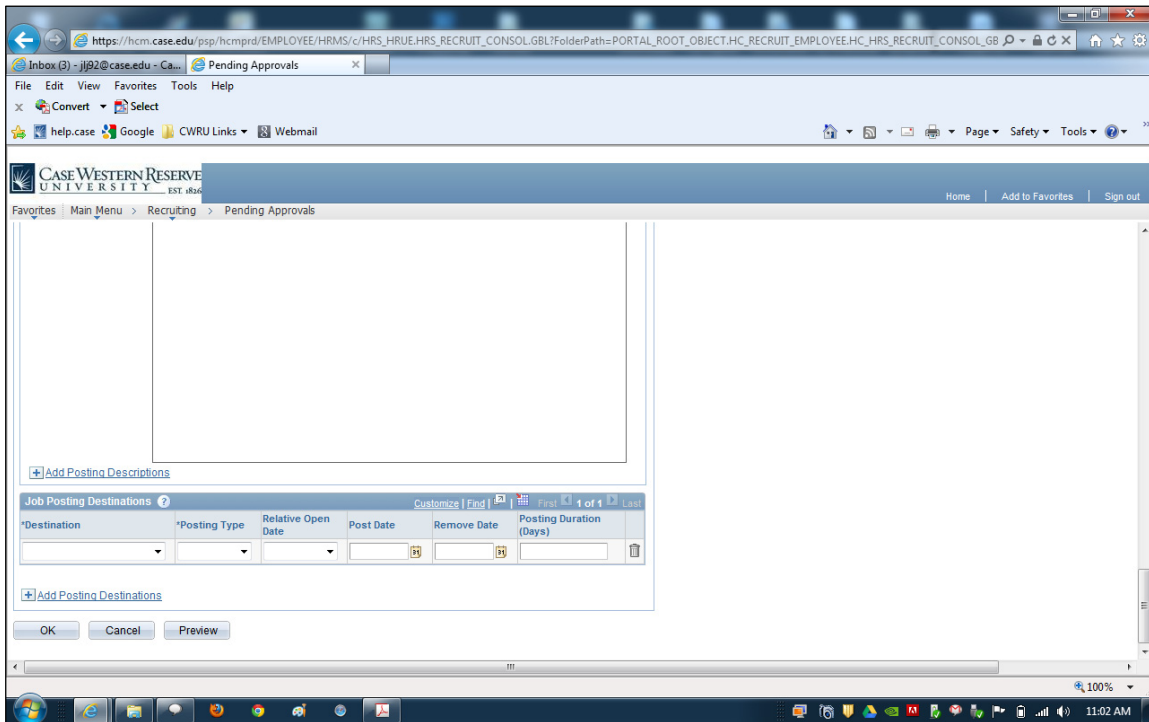 https://hcm.case.edu/psp/hcmprd/EMPLOYEE/HRMS/c/HRS_HRUE.HRS_RECRUIT_CONSOL.GBL?FolderPath=PORTAL_ROOT_OBJECT.HC_RECRUIT_EMPLOYEE.HC_HRS_RECRUIT_CONSOL_GB
Inbox (3) - jlj92@case.edu - Ca... Pending Approvals
File Edit View Favorites Tools Help
x Convert Select
help.case Google CWRU Links Webmail Page Safety Tools
CASE WESTERN RESERVE
UNIVERSITY EST. 1826
Home | Add to Favorites | Sign out
Favorites Main Menu > Recruiting > Pending Approvals
Add Posting Descriptions
Job Posting Destinations Customize | Find | First 1 of 1 Last
*Destination *Posting Type Relative Open Date Post Date Remove Date Posting Duration (Days)
Add Posting Destinations
OK Cancel Preview
100%
11:02 AM